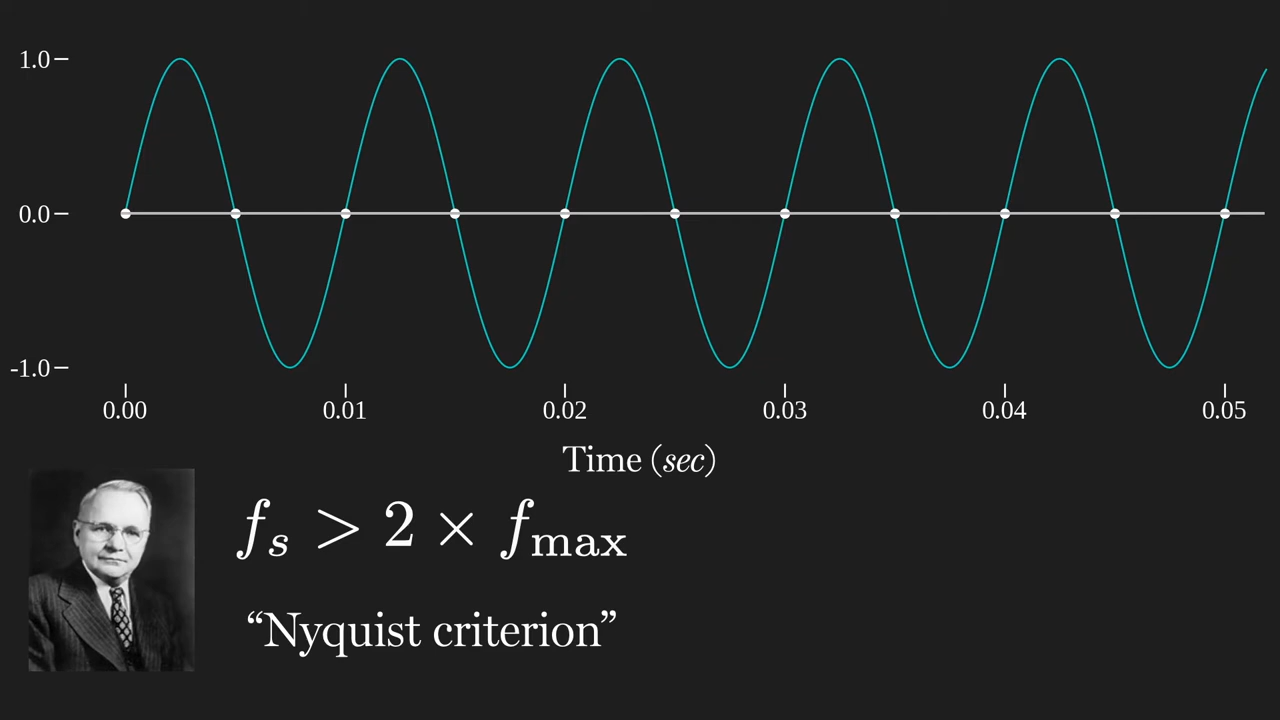 1.0
0.0
-1.0
0.00 0.01 0.02 0.03 0.04 0.05
Time (sec)
fₛ > 2 × f_max
“Nyquist criterion”